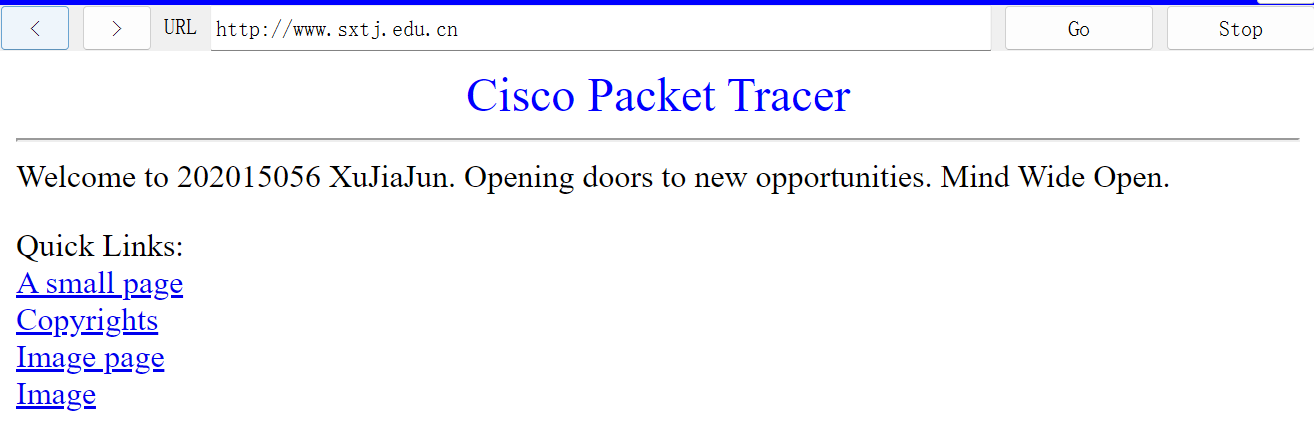 < > URL http://www.sxtj.edu.cn Go Stop
Cisco Packet Tracer
Welcome to 202015056 XuJiaJun. Opening doors to new opportunities. Mind Wide Open.
Quick Links:
A small page
Copyrights
Image page
Image